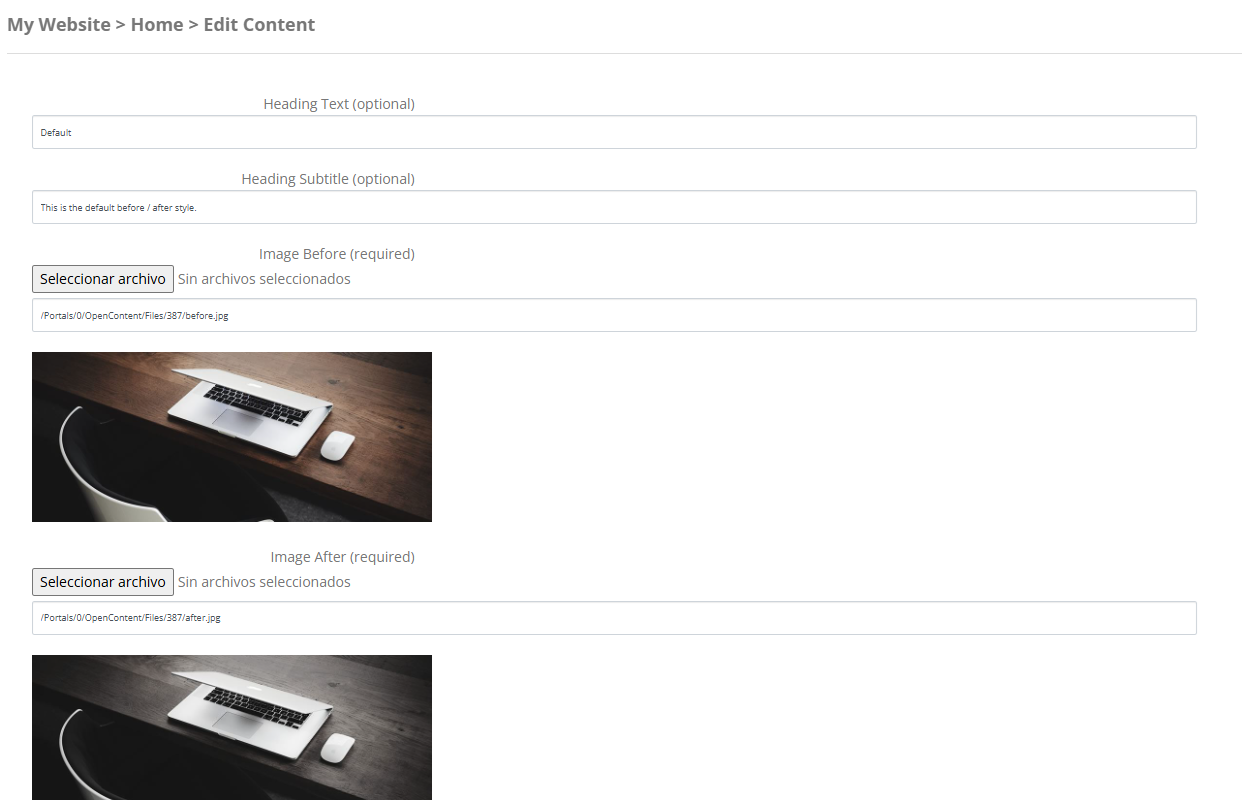 My Website > Home > Edit Content
Heading Text (optional)
Default
Heading Subtitle (optional)
This is the default before / after style.
Image Before (required)
Seleccionar archivo Sin archivos seleccionados
/Portals/0/OpenContent/Files/387/before.jpg
Image After (required)
Seleccionar archivo Sin archivos seleccionados
/Portals/0/OpenContent/Files/387/after.jpg